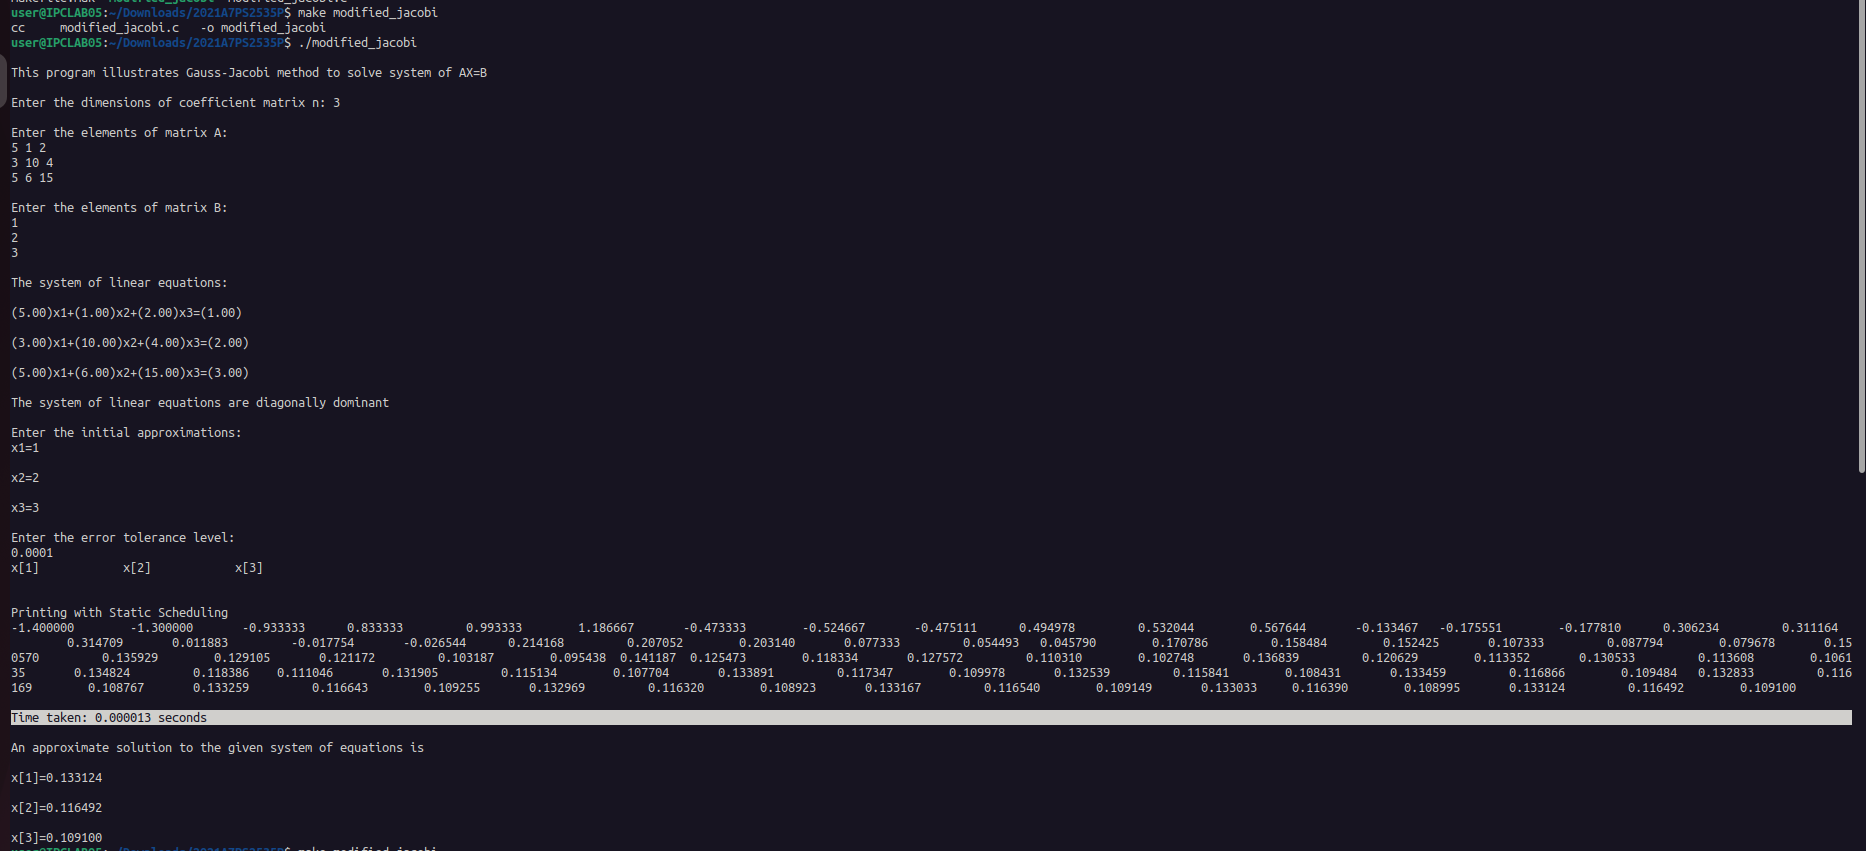 user@IPCLAB05:~/Downloads/2021A7PS2535P$ make modified_jacobi
cc     modified_jacobi.c   -o modified_jacobi
user@IPCLAB05:~/Downloads/2021A7PS2535P$ ./modified_jacobi
This program illustrates Gauss-Jacobi method to solve system of AX=B
Enter the dimensions of coefficient matrix n: 3
Enter the elements of matrix A:
5 1 2
3 10 4
5 6 15
Enter the elements of matrix B:
1
2
3
The system of linear equations:
(5.00)x1+(1.00)x2+(2.00)x3=(1.00)
(3.00)x1+(10.00)x2+(4.00)x3=(2.00)
(5.00)x1+(6.00)x2+(15.00)x3=(3.00)
The system of linear equations are diagonally dominant
Enter the initial approximations:
x1=1
x2=2
x3=3
Enter the error tolerance level:
0.0001
x[1]            x[2]            x[3]
Printing with Static Scheduling
-1.400000        -1.300000       -0.933333      0.833333         0.993333        1.186667       -0.473333        -0.524667       -0.475111      0.494978         0.532044        0.567644       -0.133467   -0.175551        -0.177810      0.306234         0.311164
        0.314709       0.011883         -0.017754       -0.026544      0.214168         0.207052        0.203140       0.077333         0.054493   0.045790        0.170786         0.158484        0.152425       0.107333         0.087794        0.079678       0.15
0570         0.135929        0.129105       0.121172         0.103187        0.095438  0.141187  0.125473         0.118334       0.127572         0.110310        0.102748       0.136839         0.120629        0.113352       0.130533         0.113608        0.1061
35       0.134824         0.118386    0.111046       0.131905         0.115134        0.107704       0.133891         0.117347        0.109978       0.132539         0.115841        0.108431       0.133459         0.116866        0.109484   0.132833         0.116
169        0.108767       0.133259         0.116643        0.109255       0.132969         0.116320        0.108923       0.133167         0.116540        0.109149       0.133033     0.116390        0.108995       0.133124         0.116492        0.109100
Time taken: 0.000013 seconds
An approximate solution to the given system of equations is
x[1]=0.133124
x[2]=0.116492
x[3]=0.109100